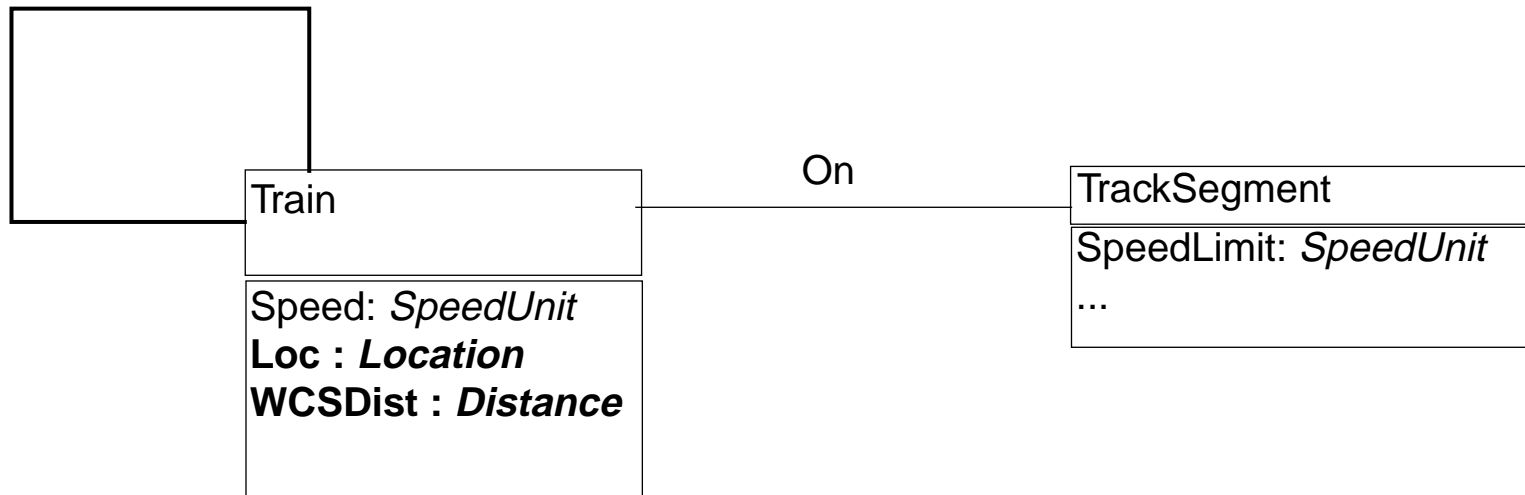 Train
Speed: SpeedUnit
Loc : Location
WCSDist : Distance
On
TrackSegment
SpeedLimit: SpeedUnit
...